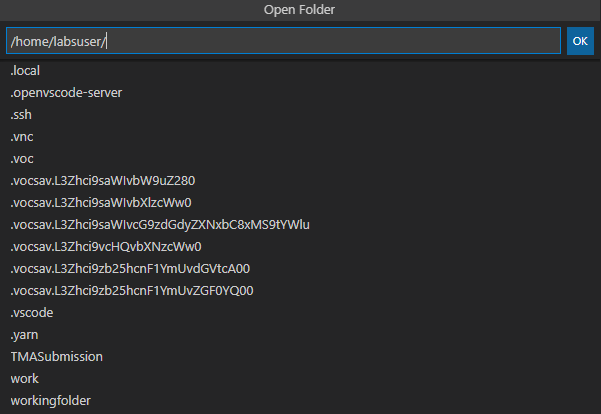 Open Folder
/home/labsuser/
OK
.local
.openvscode-server
.ssh
.vnc
.voc
.vocsav.L3Zhci9saWIvbW9uZ280
.vocsav.L3Zhci9saWIvbXlzcWw0
.vocsav.L3Zhci9saWIvcG9zdGdyZXNxbC8xMS9tYWlu
.vocsav.L3Zhci9vcHQvbXNzcWw0
.vocsav.L3Zhci9zb25hcnF1YmUvdGVtcA00
.vocsav.L3Zhci9zb25hcnF1YmUvZGF0YQ00
.vscode
.yarn
TMASubmission
work
workingfolder